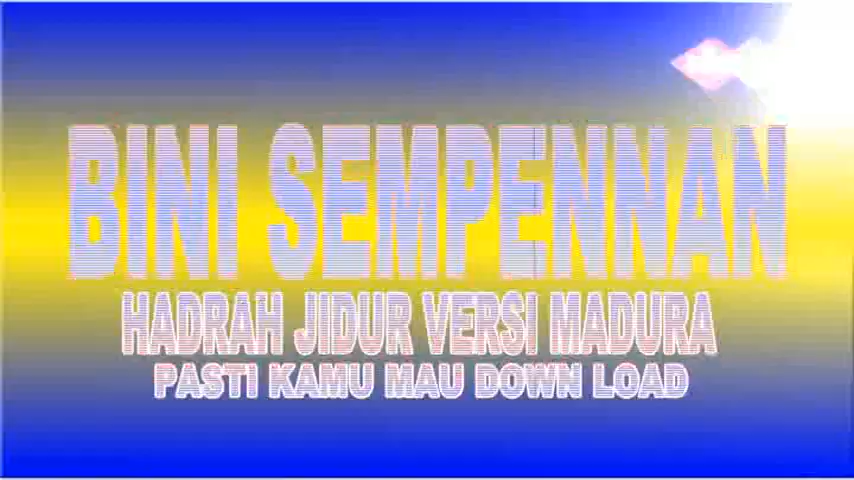 BINI SEMPENNAN
HADRAH JIDUR VERSI MADURA
PASTI KAMU MAU DOWN LOAD